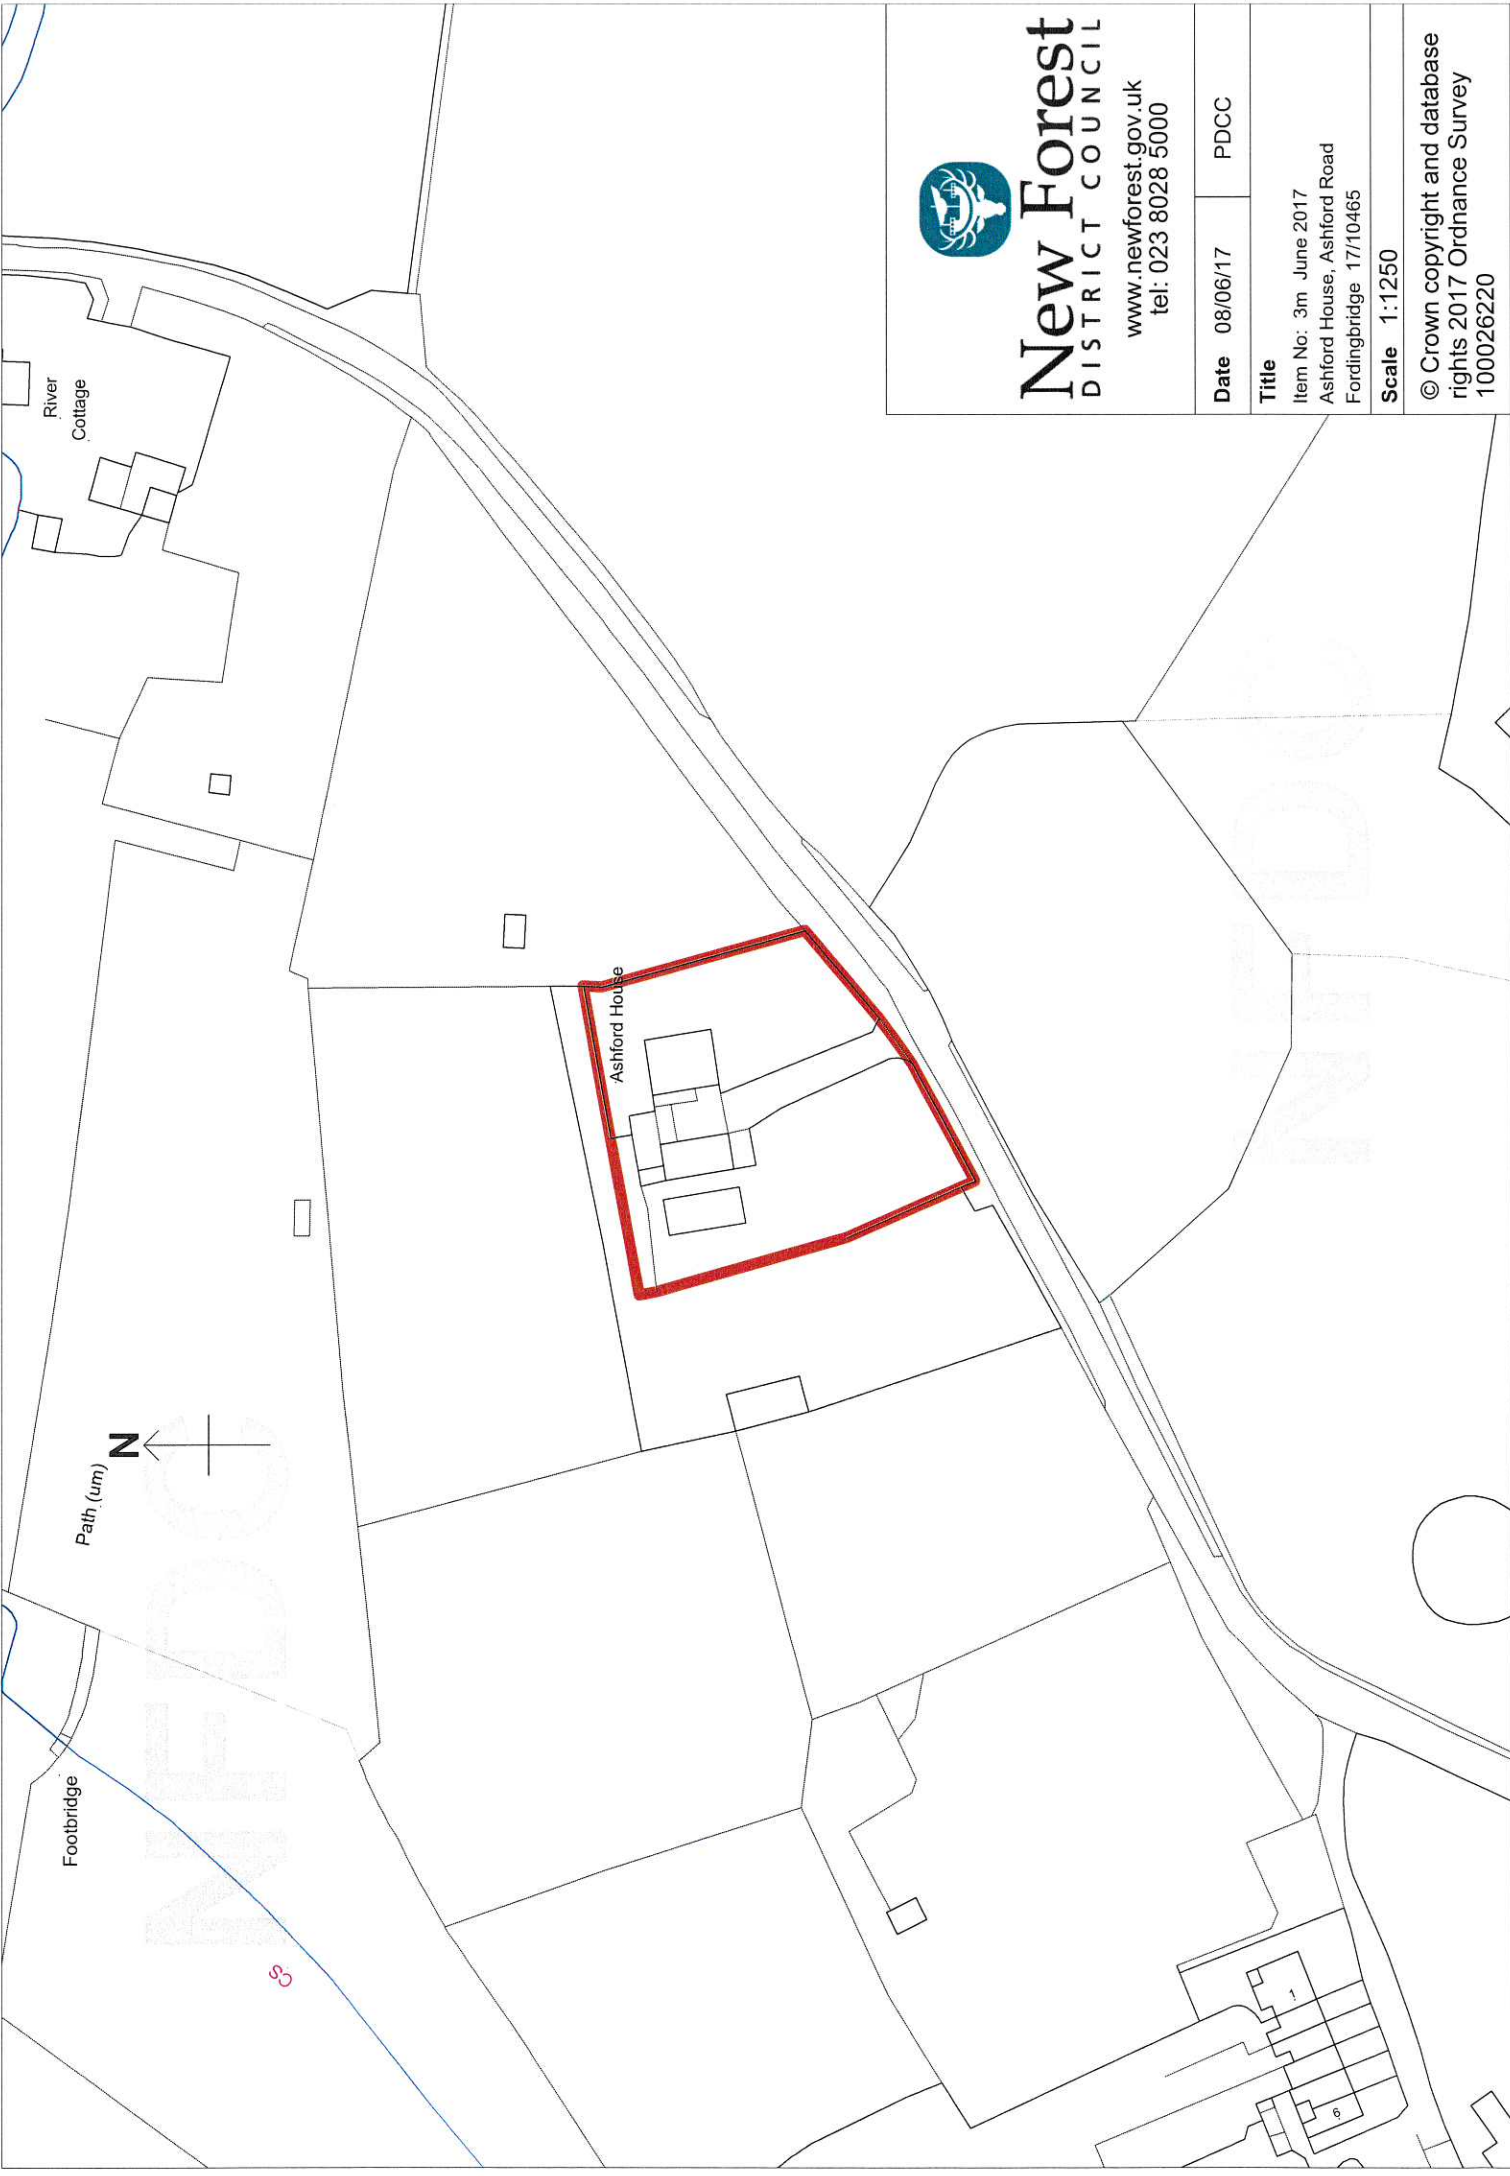 River
Cottage
Ashford House
N
Path (um)
Footbridge
CS
1
6
New Forest
DISTRICT COUNCIL
www.newforest.gov.uk
tel: 023 8028 5000
Date 08/06/17 PDCC
Title
Item No: 3m June 2017
Ashford House, Ashford Road
Fordingbridge 17/10465
Scale 1:1250
© Crown copyright and database
rights 2017 Ordnance Survey
100026220
NFDC
NFDC